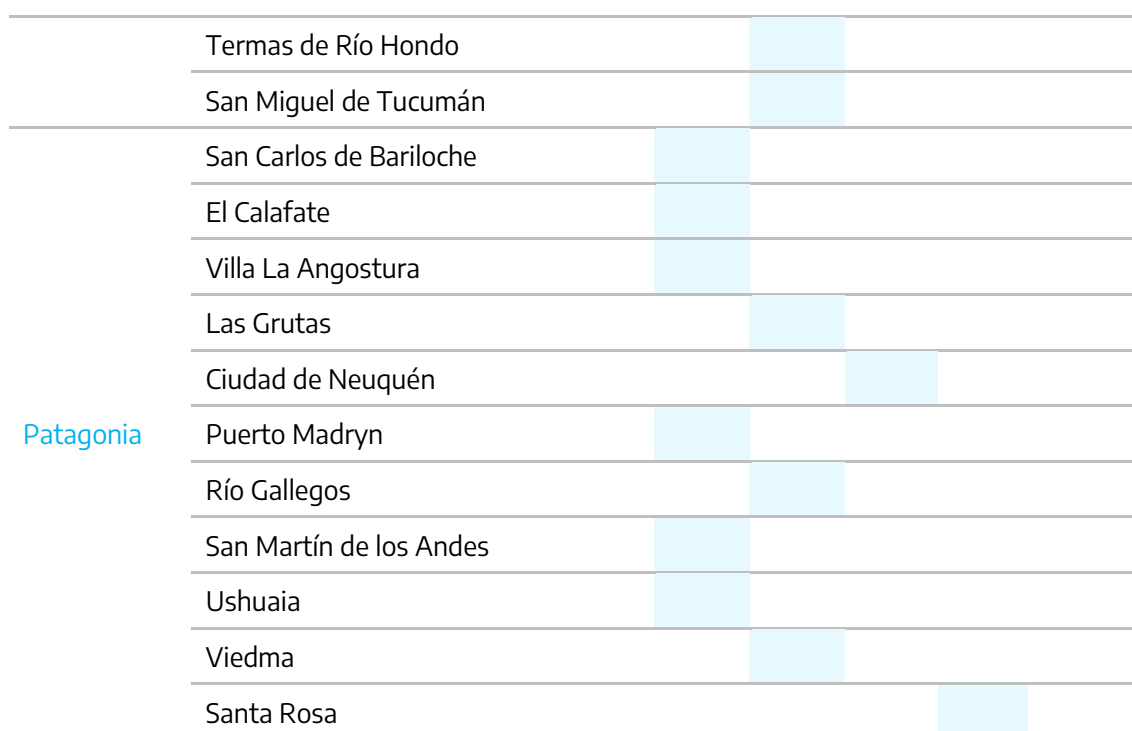 Termas de Río Hondo
San Miguel de Tucumán
San Carlos de Bariloche
El Calafate
Villa La Angostura
Las Grutas
Ciudad de Neuquén
Patagonia Puerto Madryn
Río Gallegos
San Martín de los Andes
Ushuaia
Viedma
Santa Rosa